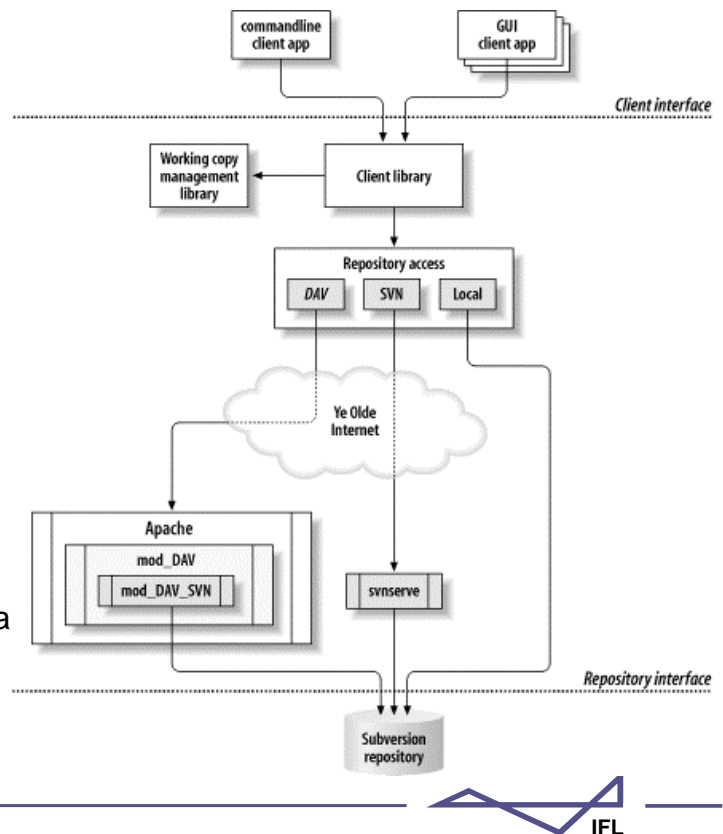 commandline
client app
GUI
client app
Client interface
Working copy
management
library
Client library
Repository access
DAV
SVN
Local
Ye Olde
Internet
Apache
mod_DAV
mod_DAV_SVN
a
svnserve
Repository interface
Subversion
repository
IFL